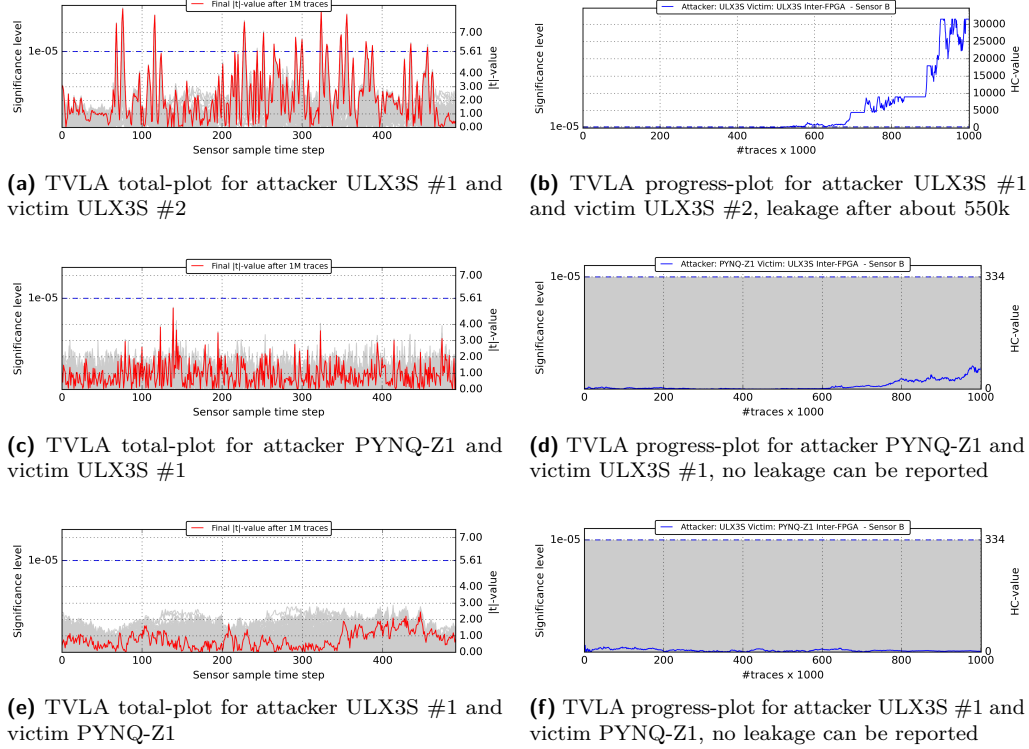 Final |t|-value after 1M traces
Significance level
1e-05
7.00
5.61
4.00
3.00
2.00
1.00
0.00
|t|-value
0 100 200 300 400
Sensor sample time step
(a) TVLA total-plot for attacker ULX3S #1 and
victim ULX3S #2
Attacker: ULX3S Victim: ULX3S Inter-FPGA - Sensor B
Significance level
1e-05
30000
25000
20000
15000
10000
5000
0
HC-value
0 200 400 600 800 1000
#traces x 1000
(b) TVLA progress-plot for attacker ULX3S #1
and victim ULX3S #2, leakage after about 550k
Final |t|-value after 1M traces
Significance level
1e-05
7.00
5.61
4.00
3.00
2.00
1.00
0.00
|t|-value
0 100 200 300 400
Sensor sample time step
(c) TVLA total-plot for attacker PYNQ-Z1 and
victim ULX3S #1
Attacker: PYNQ-Z1 Victim: ULX3S Inter-FPGA - Sensor B
Significance level
1e-05
334
0
HC-value
0 200 400 600 800 1000
#traces x 1000
(d) TVLA progress-plot for attacker PYNQ-Z1 and
victim ULX3S #1, no leakage can be reported
Final |t|-value after 1M traces
Significance level
1e-05
7.00
5.61
4.00
3.00
2.00
1.00
0.00
|t|-value
0 100 200 300 400
Sensor sample time step
(e) TVLA total-plot for attacker ULX3S #1 and
victim PYNQ-Z1
Attacker: ULX3S Victim: PYNQ-Z1 Inter-FPGA - Sensor B
Significance level
1e-05
334
0
HC-value
0 200 400 600 800 1000
#traces x 1000
(f) TVLA progress-plot for attacker ULX3S #1 and
victim PYNQ-Z1, no leakage can be reported